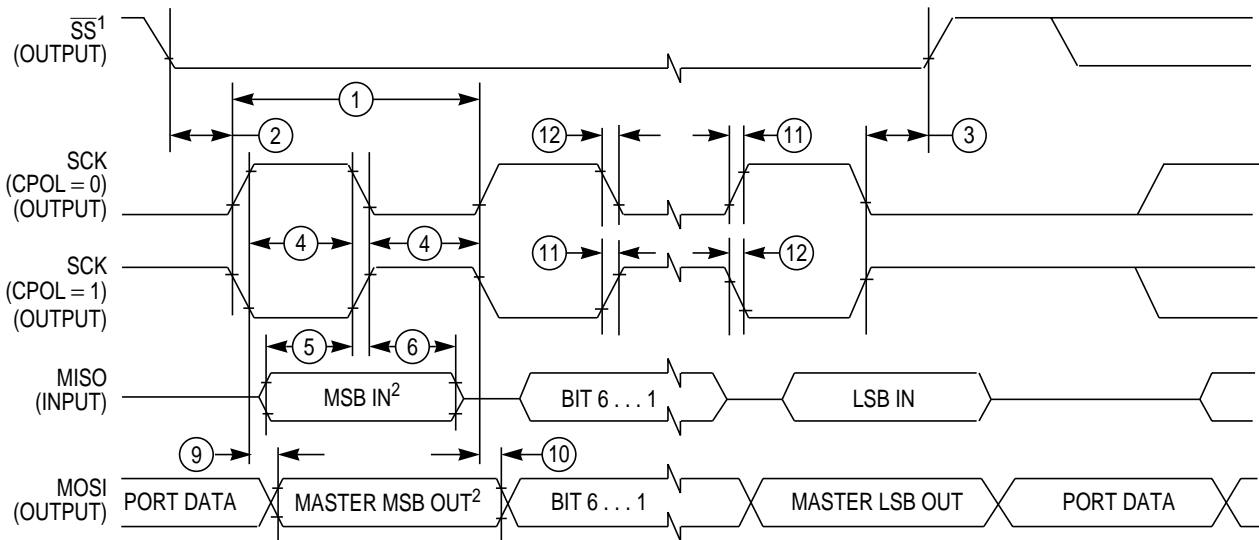 SS¹
(OUTPUT)
1
2
12
11
3
SCK
(CPOL = 0)
(OUTPUT)
4
4
11
12
SCK
(CPOL = 1)
(OUTPUT)
5
6
MISO
(INPUT)
MSB IN²
BIT 6 . . . 1
LSB IN
9
10
MOSI
(OUTPUT)
PORT DATA
MASTER MSB OUT²
BIT 6 . . . 1
MASTER LSB OUT
PORT DATA